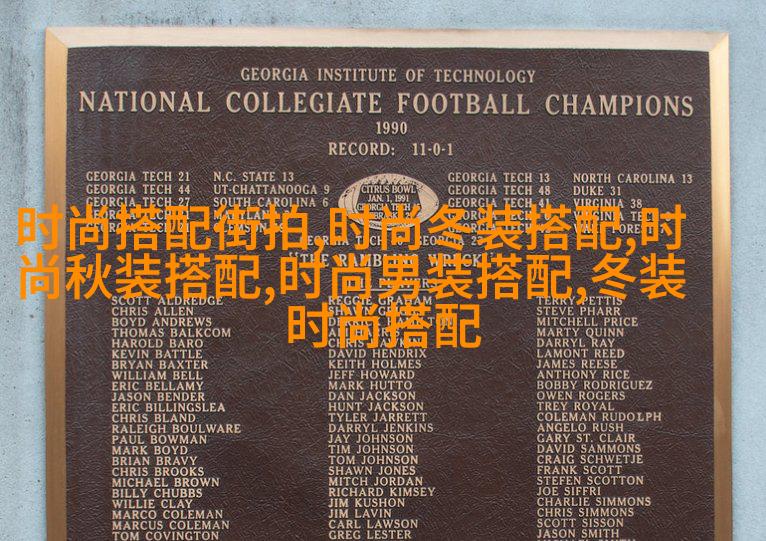 GEORGIA INSTITUTE OF TECHNOLOGY
NATIONAL COLLEGIATE FOOTBALL CHAMPIONS
1990
RECORD: 11-0-1
GEORGIA TECH 21 N.C. STATE 13
GEORGIA TECH 44 UT-CHATTANOOGA 9
GEORGIA TECH 27 SOUTH CAROLINA 6
CITRUS BOWL
JAN. 1, 1991
GEORGIA TECH 13 NORTH CAROLINA 13
GEORGIA TECH 48 DUKE 31
VIRGINIA 38
时尚搭配街拍,时尚冬装搭配,时
尚秋装搭配,时尚男装搭配,冬装
时尚搭配
SCOTT ALDREDGE
CHRIS ALLEN
BOYD ANDREWS
THOMAS BALKCOM
HAROLD BARO
KEVIN BATTLE
BRYAN BAXTER
WILLIAM BELL
ERIC BELLAMY
JASON BENDER
ERIC BILLINGSLEA
CHRIS BLAND
RALEIGH BOULWARE
PAUL BOWMAN
MARK BOYD
BRIAN BRAVY
CHRIS BROOKS
MICHAEL BROWN
BILLY CHUBBS
WILLIE CLAY
MARCO COLEMAN
MARCUS COLEMAN
TOM COVINGTON
REGGIE GRAHAM
DAVID HENDRIX
KEITH HOLMES
JEFF HOWARD
MARK HUTTO
DAN JACKSON
HUNT JACKSON
TYLER JARRETT
DARRYL JENKINS
JAY JOHNSON
TIM JOHNSON
TOM JOHNSON
SHAWN JONES
MITCH JORDAN
RICHARD KIMSEY
JIM KUSHON
JIM LAVIN
CARL LAWSON
GREG LESTER
TERRY PETTIS
STEVE PHARR
MITCHELL PRICE
MARTY QUINN
DARRYL RAY
LAMONT REED
JAMES REESE
ANTHONY RICE
BOBBY RODRIGUEZ
OWEN ROGERS
TREY ROYAL
COLEMAN RUDOLPH
ANGELO RUSH
GARY ST. CLAIR
DAVID SAMMONS
CRAIG SCHWETJE
FRANK SCOTT
STEFEN SCOTTON
JOE SIFFRI
CHARLIE SIMMONS
CHRIS SIMMONS
SCOTT SISSON
JASON SMITH